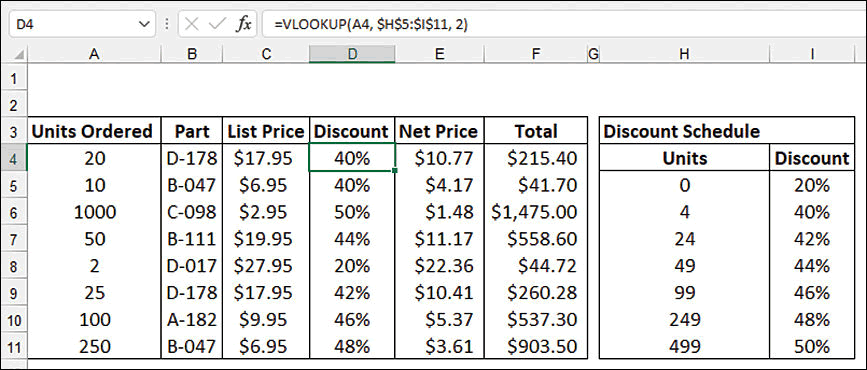 D4 fx =VLOOKUP(A4, $H$5:$I$11, 2)
A B C D E F G H I
1
2
3 Units Ordered Part List Price Discount Net Price Total Discount Schedule
4 20 D-178 $17.95 40% $10.77 $215.40 Units Discount
5 10 B-047 $6.95 40% $4.17 $41.70 0 20%
6 1000 C-098 $2.95 50% $1.48 $1,475.00 4 40%
7 50 B-111 $19.95 44% $11.17 $558.60 24 42%
8 2 D-017 $27.95 20% $22.36 $44.72 49 44%
9 25 D-178 $17.95 42% $10.41 $260.28 99 46%
10 100 A-182 $9.95 46% $5.37 $537.30 249 48%
11 250 B-047 $6.95 48% $3.61 $903.50 499 50%